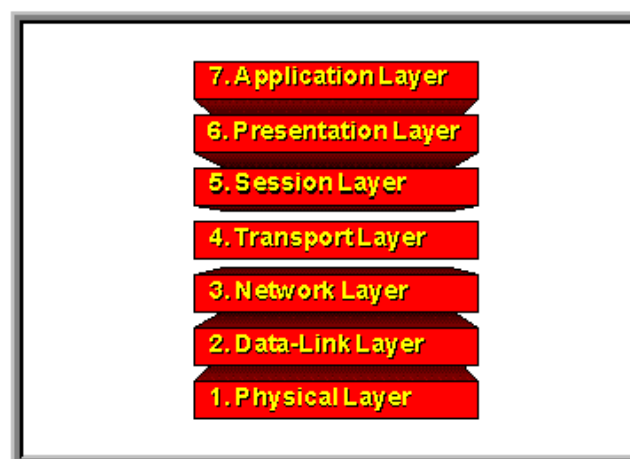 7. Application Layer
6. Presentation Layer
5. Session Layer
4. Transport Layer
3. Network Layer
2. Data-Link Layer
1. Physical Layer